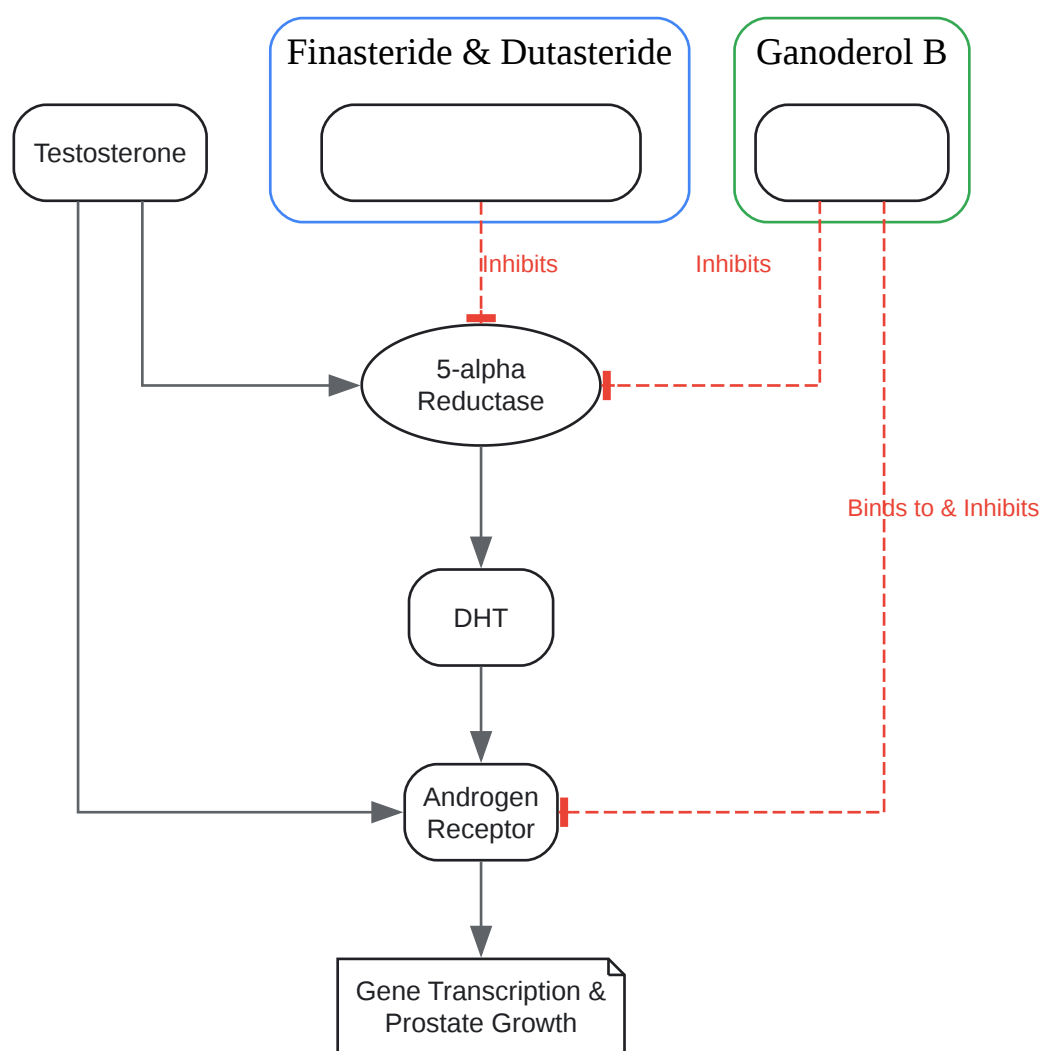 Finasteride & Dutasteride
Ganoderol B
Testosterone
Inhibits
Inhibits
5-alpha
Reductase
Binds to & Inhibits
DHT
Androgen
Receptor
Gene Transcription &
Prostate Growth